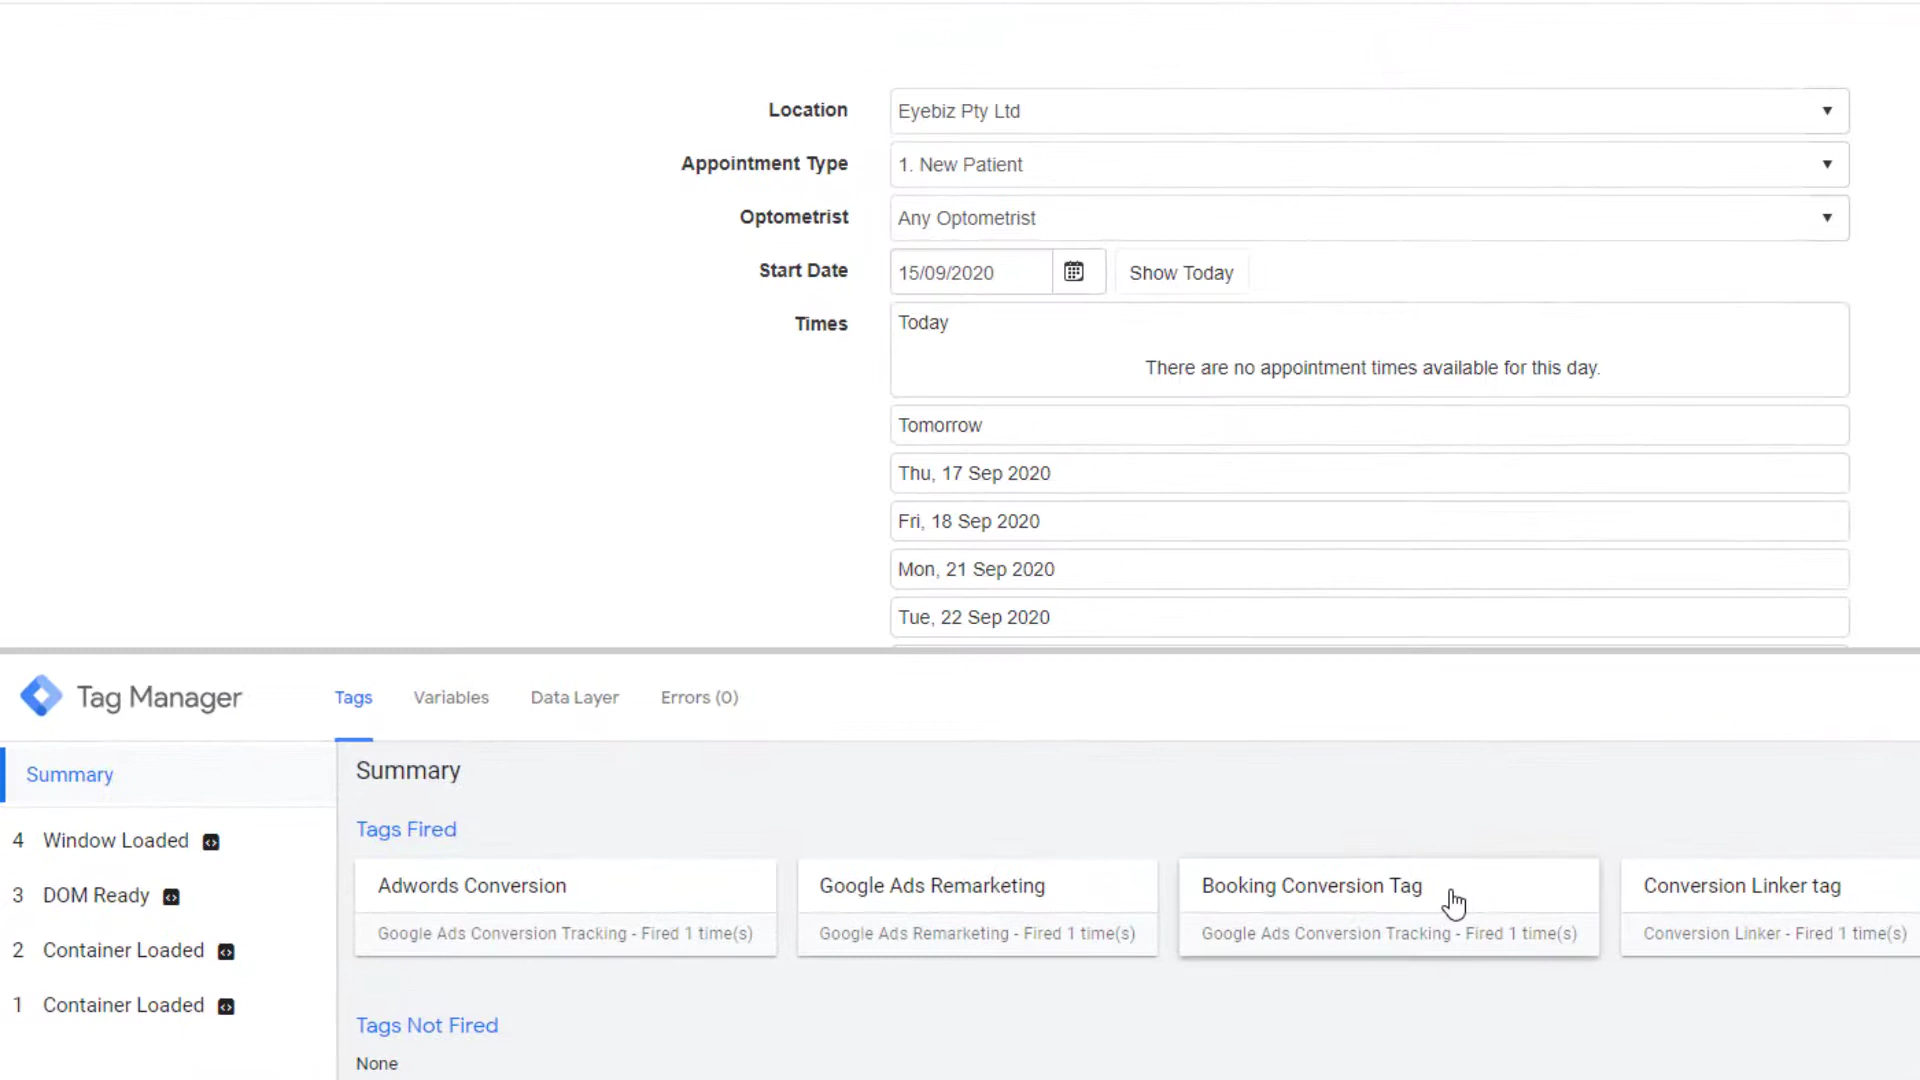 Location
Eyebiz Pty Ltd
Appointment Type
1. New Patient
Optometrist
Any Optometrist
Start Date
15/09/2020
Show Today
Times
Today
There are no appointment times available for this day.
Tomorrow
Thu, 17 Sep 2020
Fri, 18 Sep 2020
Mon, 21 Sep 2020
Tue, 22 Sep 2020
Tag Manager
Tags
Variables
Data Layer
Errors (0)
Summary
4 Window Loaded
3 DOM Ready
2 Container Loaded
1 Container Loaded
Summary
Tags Fired
Adwords Conversion
Google Ads Conversion Tracking - Fired 1 time(s)
Google Ads Remarketing
Google Ads Remarketing - Fired 1 time(s)
Booking Conversion Tag
Google Ads Conversion Tracking - Fired 1 time(s)
Conversion Linker tag
Conversion Linker - Fired 1 time(s)
Tags Not Fired
None